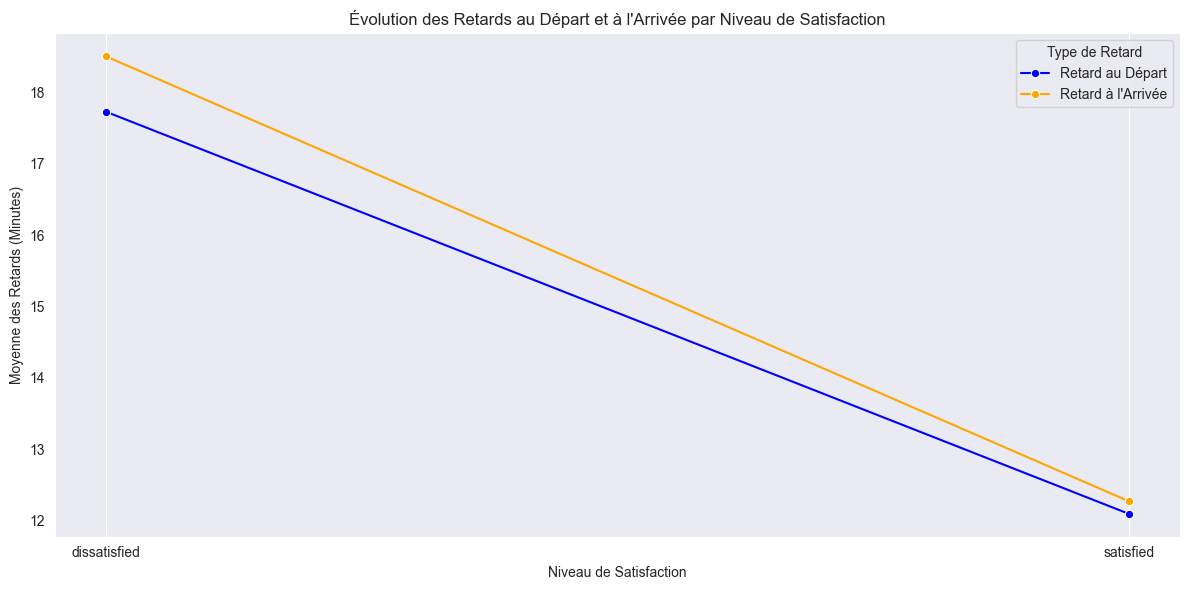 Évolution des Retards au Départ et à l'Arrivée par Niveau de Satisfaction
Type de Retard
Retard au Départ
Retard à l'Arrivée
Moyenne des Retards (Minutes)
18
17
16
15
14
13
12
dissatisfied
satisfied
Niveau de Satisfaction